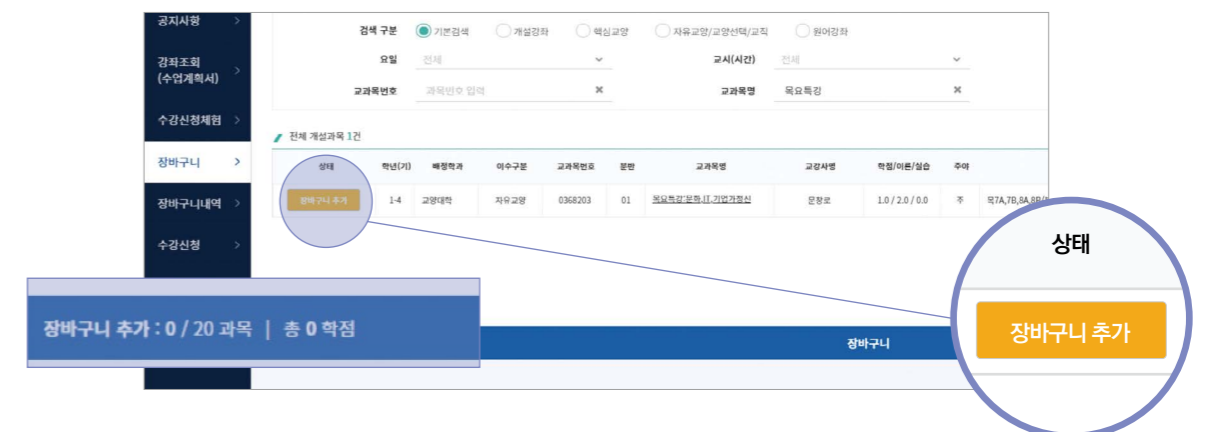 공지사항 >
강좌조회
(수업계획서) >
수강신청체험 >
장바구니 >
장바구니내역 >
수강신청 >
검색 구분 기본검색 개설강좌 핵심교양 자유교양/교양선택/교직 원어강좌
요일 전체 교시(시간) 전체
교과목번호 과목번호 입력 × 교과목명 목요특강 ×
전체 개설과목 1건
상태 학년(기) 배정학과 이수구분 교과목번호 분반 교과목명 교강사명 학점/이론/실습 주야
장바구니 추가 1-4 교양대학 자유교양 0368203 01 목요특강:문화,IT,기업가정신 문창로 1.0 / 2.0 / 0.0 주 목7A,7B,8A,8B/
상태
장바구니 추가
장바구니 추가 : 0 / 20 과목 | 총 0 학점
장바구니